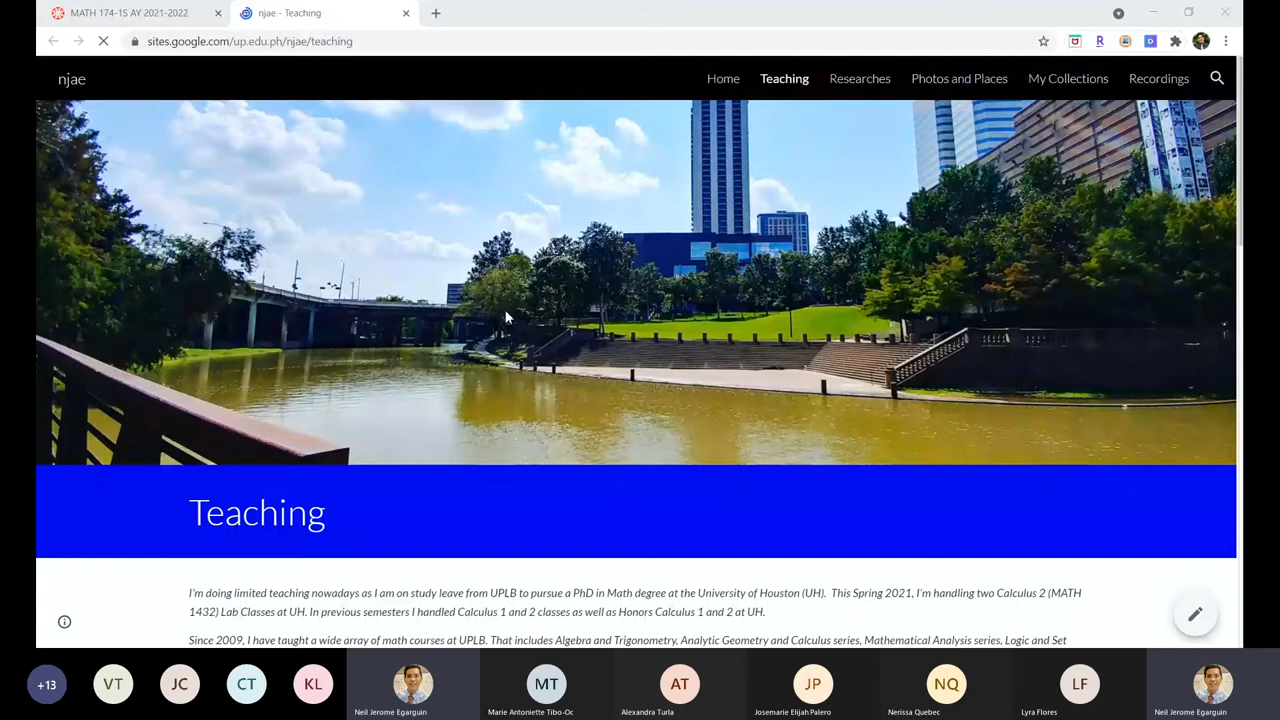 MATH 174-1S AY 2021-2022
njae - Teaching
sites.google.com/up.edu.ph/njae/teaching
njae
Home Teaching Researches Photos and Places My Collections Recordings
Teaching
I'm doing limited teaching nowadays as I am on study leave from UPLB to pursue a PhD in Math degree at the University of Houston (UH). This Spring 2021, I'm handling two Calculus 2 (MATH
1432) Lab Classes at UH. In previous semesters I handled Calculus 1 and 2 classes as well as Honors Calculus 1 and 2 at UH.
Since 2009, I have taught a wide array of math courses at UPLB. That includes Algebra and Trigonometry, Analytic Geometry and Calculus series, Mathematical Analysis series, Logic and Set
+13 VT JC CT KL MT AT JP NQ LF
Neil Jerome Egarguin Marie Antoniette Tibo-Oc Alexandra Turla Josemarie Elijah Palero Nerissa Quebec Lyra Flores Neil Jerome Egarguin